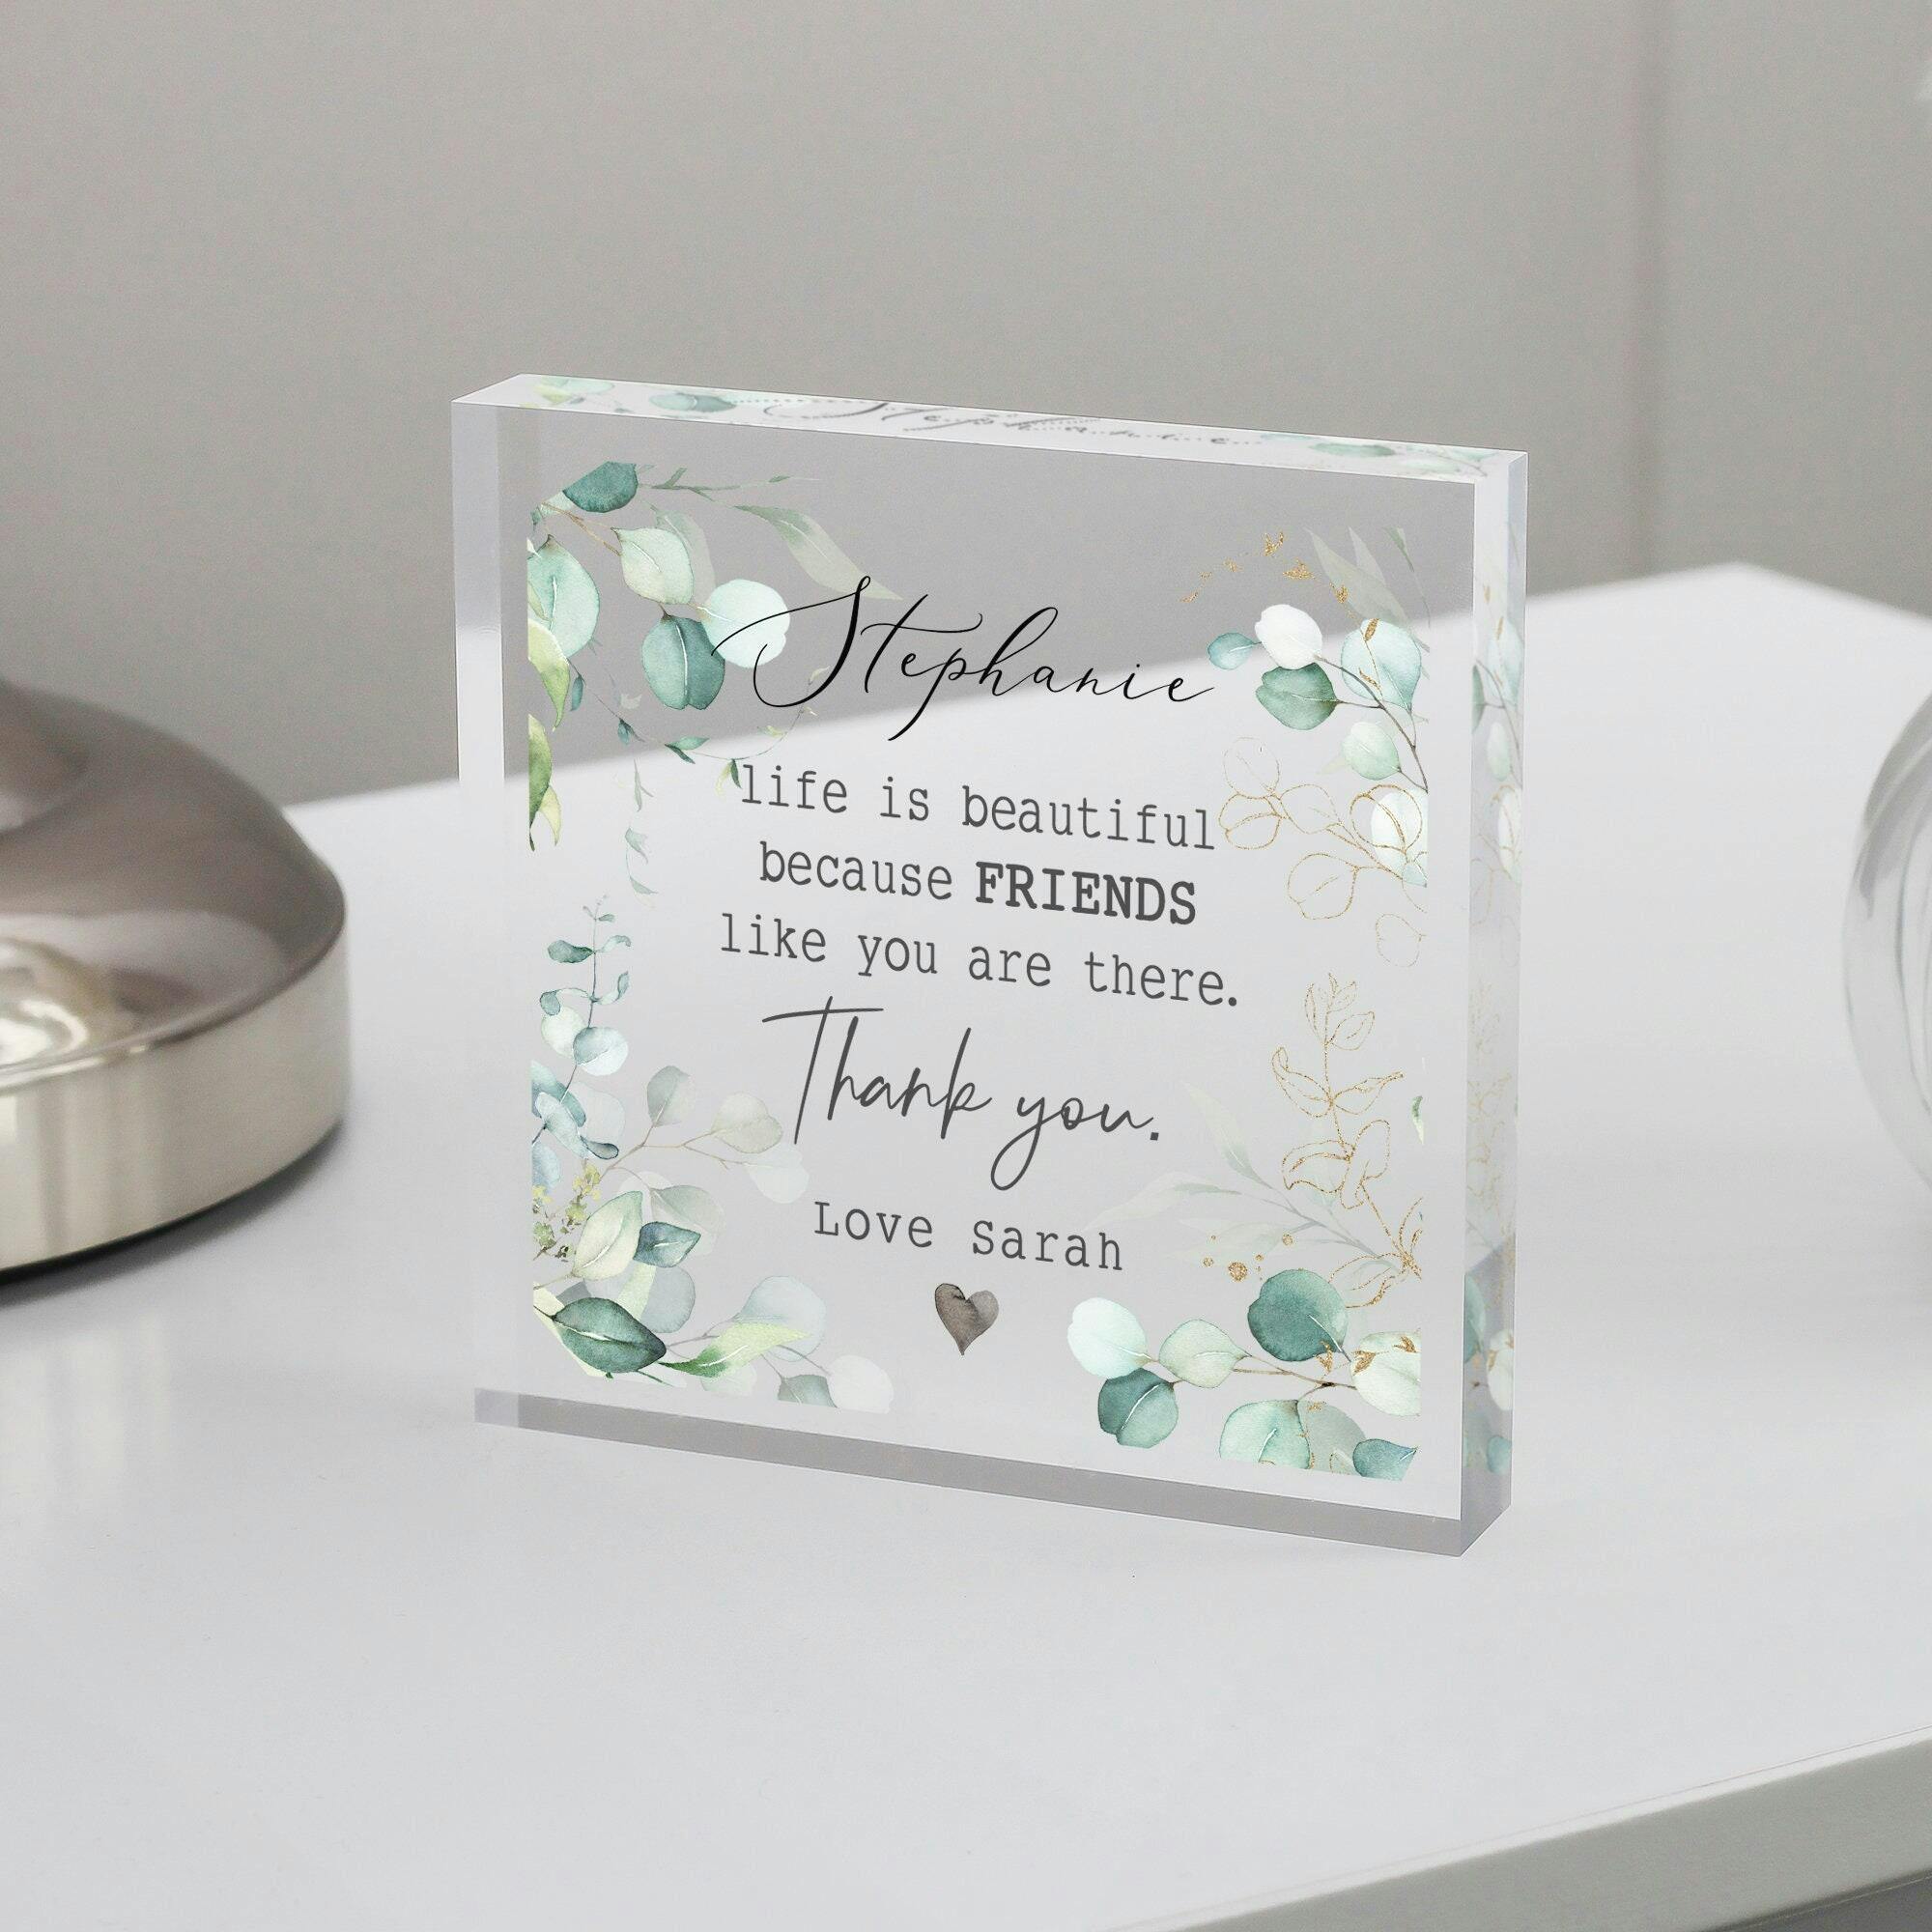 Stephanie
life is beautiful
because FRIENDS
like you are there.
Thank you.
Love Sarah